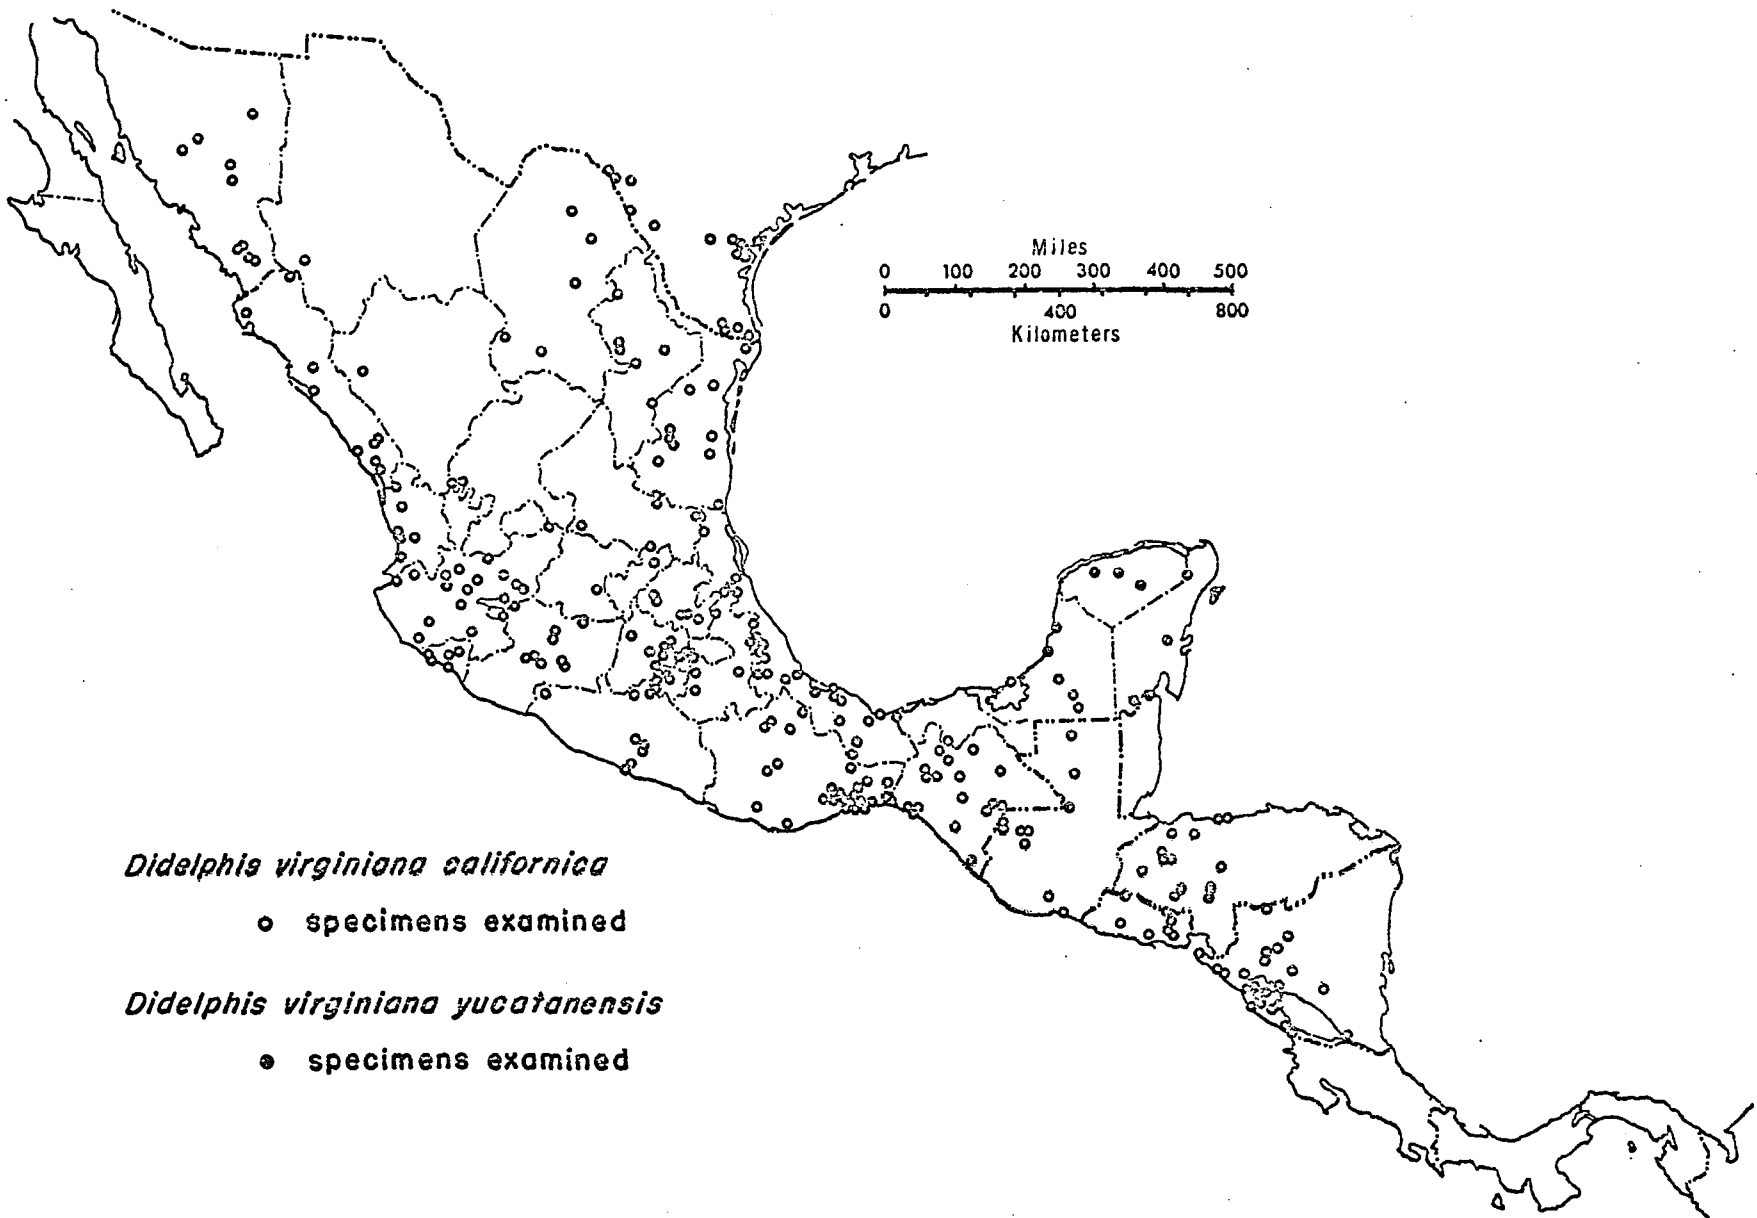 Miles
0 100 200 300 400 500
0 400 800
Kilometers
Didelphis virginiana californica
o specimens examined
Didelphis virginiana yucatanensis
● specimens examined